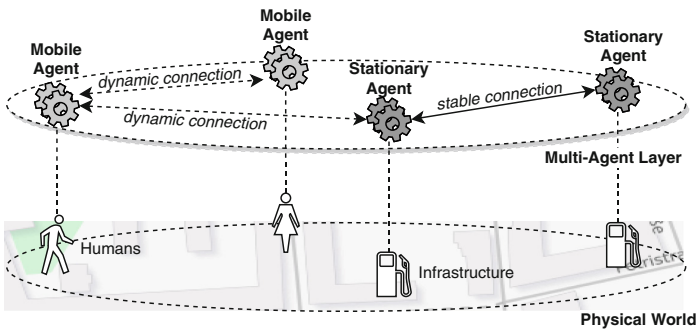 Mobile
Agent
Mobile
Agent
Stationary
Agent
Stationary
Agent
dynamic connection
dynamic connection
stable connection
Multi-Agent Layer
Humans
Infrastructure
Physical World